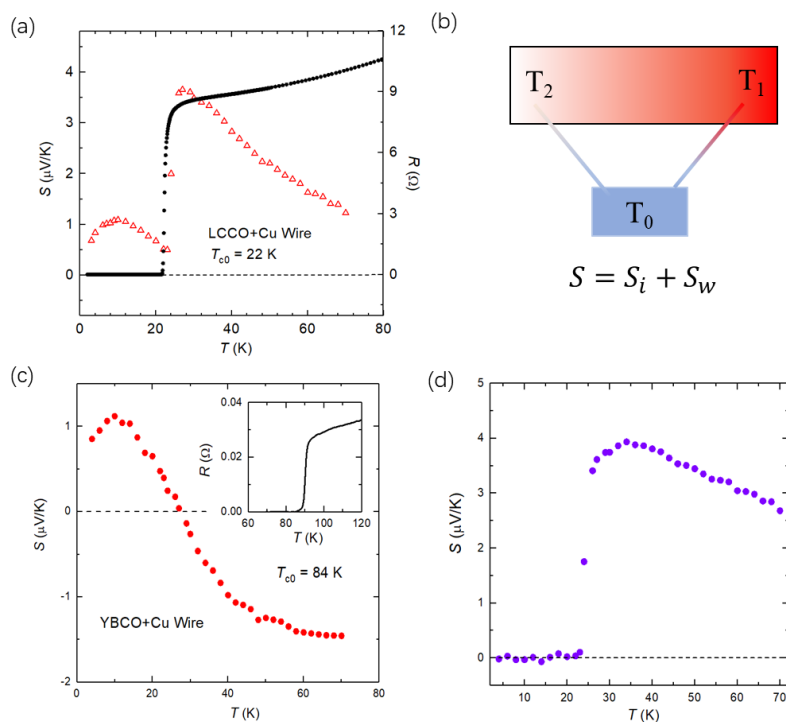 (a)
S (μV/K)
4
3
2
1
0
12
9
6
3
0
R (Ω)
LCCO+Cu Wire
Tc0 = 22 K
0 20 40 60 80
T (K)
(b)
T2
T1
T0
S = Si + Sw
(c)
S (μV/K)
1
0
-1
-2
0.04
0.02
0.00
R (Ω)
60 80 100 120
T (K)
Tc0 = 84 K
YBCO+Cu Wire
0 20 40 60 80
T (K)
(d)
S (μV/K)
5
4
3
2
1
0
10 20 30 40 50 60 70
T (K)